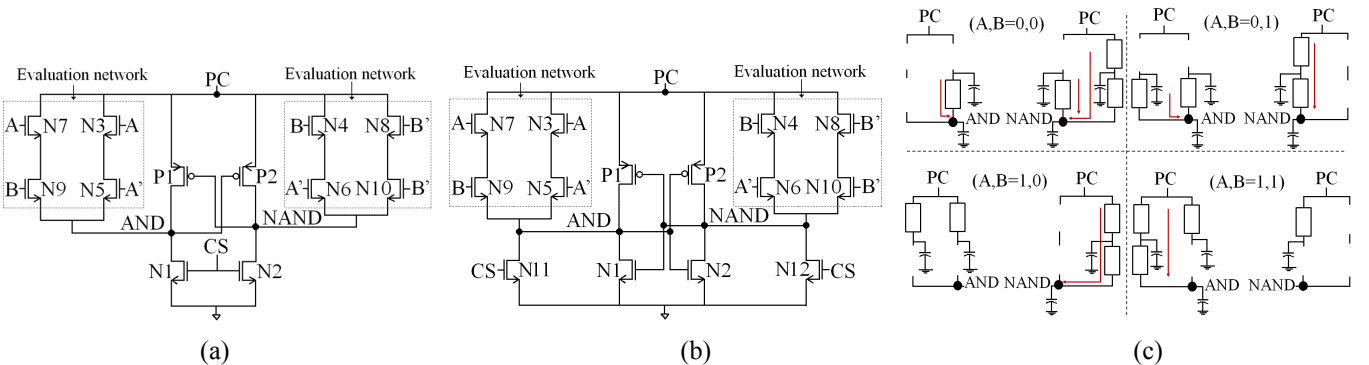 Evaluation network
PC
Evaluation network
A N7 N3 A
B N4 N8 B'
P1 P2
B N9 N5 A'
A' N6 N10 B'
AND NAND
CS
N1 N2
(a)
Evaluation network
PC
Evaluation network
A N7 N3 A
B N4 N8 B'
P1 P2
B N9 N5 A'
A' N6 N10 B'
AND NAND
CS N11 N1 N2 N12 CS
(b)
PC (A,B=0,0) PC
AND NAND
PC (A,B=0,1) PC
AND NAND
PC (A,B=1,0) PC
AND NAND
PC (A,B=1,1) PC
AND NAND
(c)